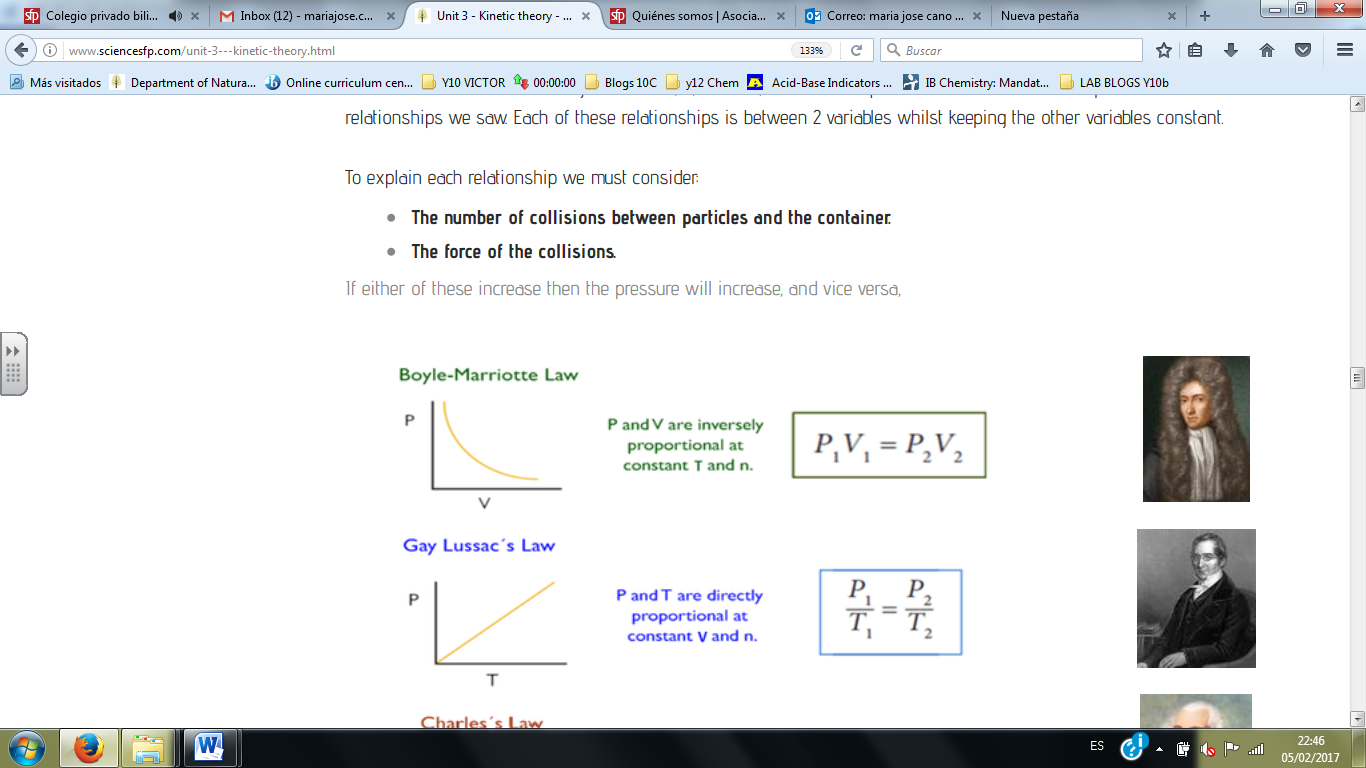 Colegio privado bili...
Inbox (12) - mariajose.c...
Unit 3 - Kinetic theory - ...
Quiénes somos | Asocia...
Correo: maria jose cano ...
Nueva pestaña
www.sciencesfp.com/unit-3---kinetic-theory.html
133%
Buscar
Más visitados
Department of Natura...
Online curriculum cen...
Y10 VICTOR
00:00:00
Blogs 10C
y12 Chem
Acid-Base Indicators ...
IB Chemistry: Mandat...
LAB BLOGS Y10b
relationships we saw. Each of these relationships is between 2 variables whilst keeping the other variables constant.
To explain each relationship we must consider:
The number of collisions between particles and the container.
The force of the collisions.
If either of these increase then the pressure will increase, and vice versa,
Boyle-Marriotte Law
P
V
P and V are inversely
proportional at
constant T and n.
P₁V₁ = P₂V₂
Gay Lussac´s Law
P
T
P and T are directly
proportional at
constant V and n.
P₁/T₁ = P₂/T₂
Charles´s Law
ES
22:46
05/02/2017